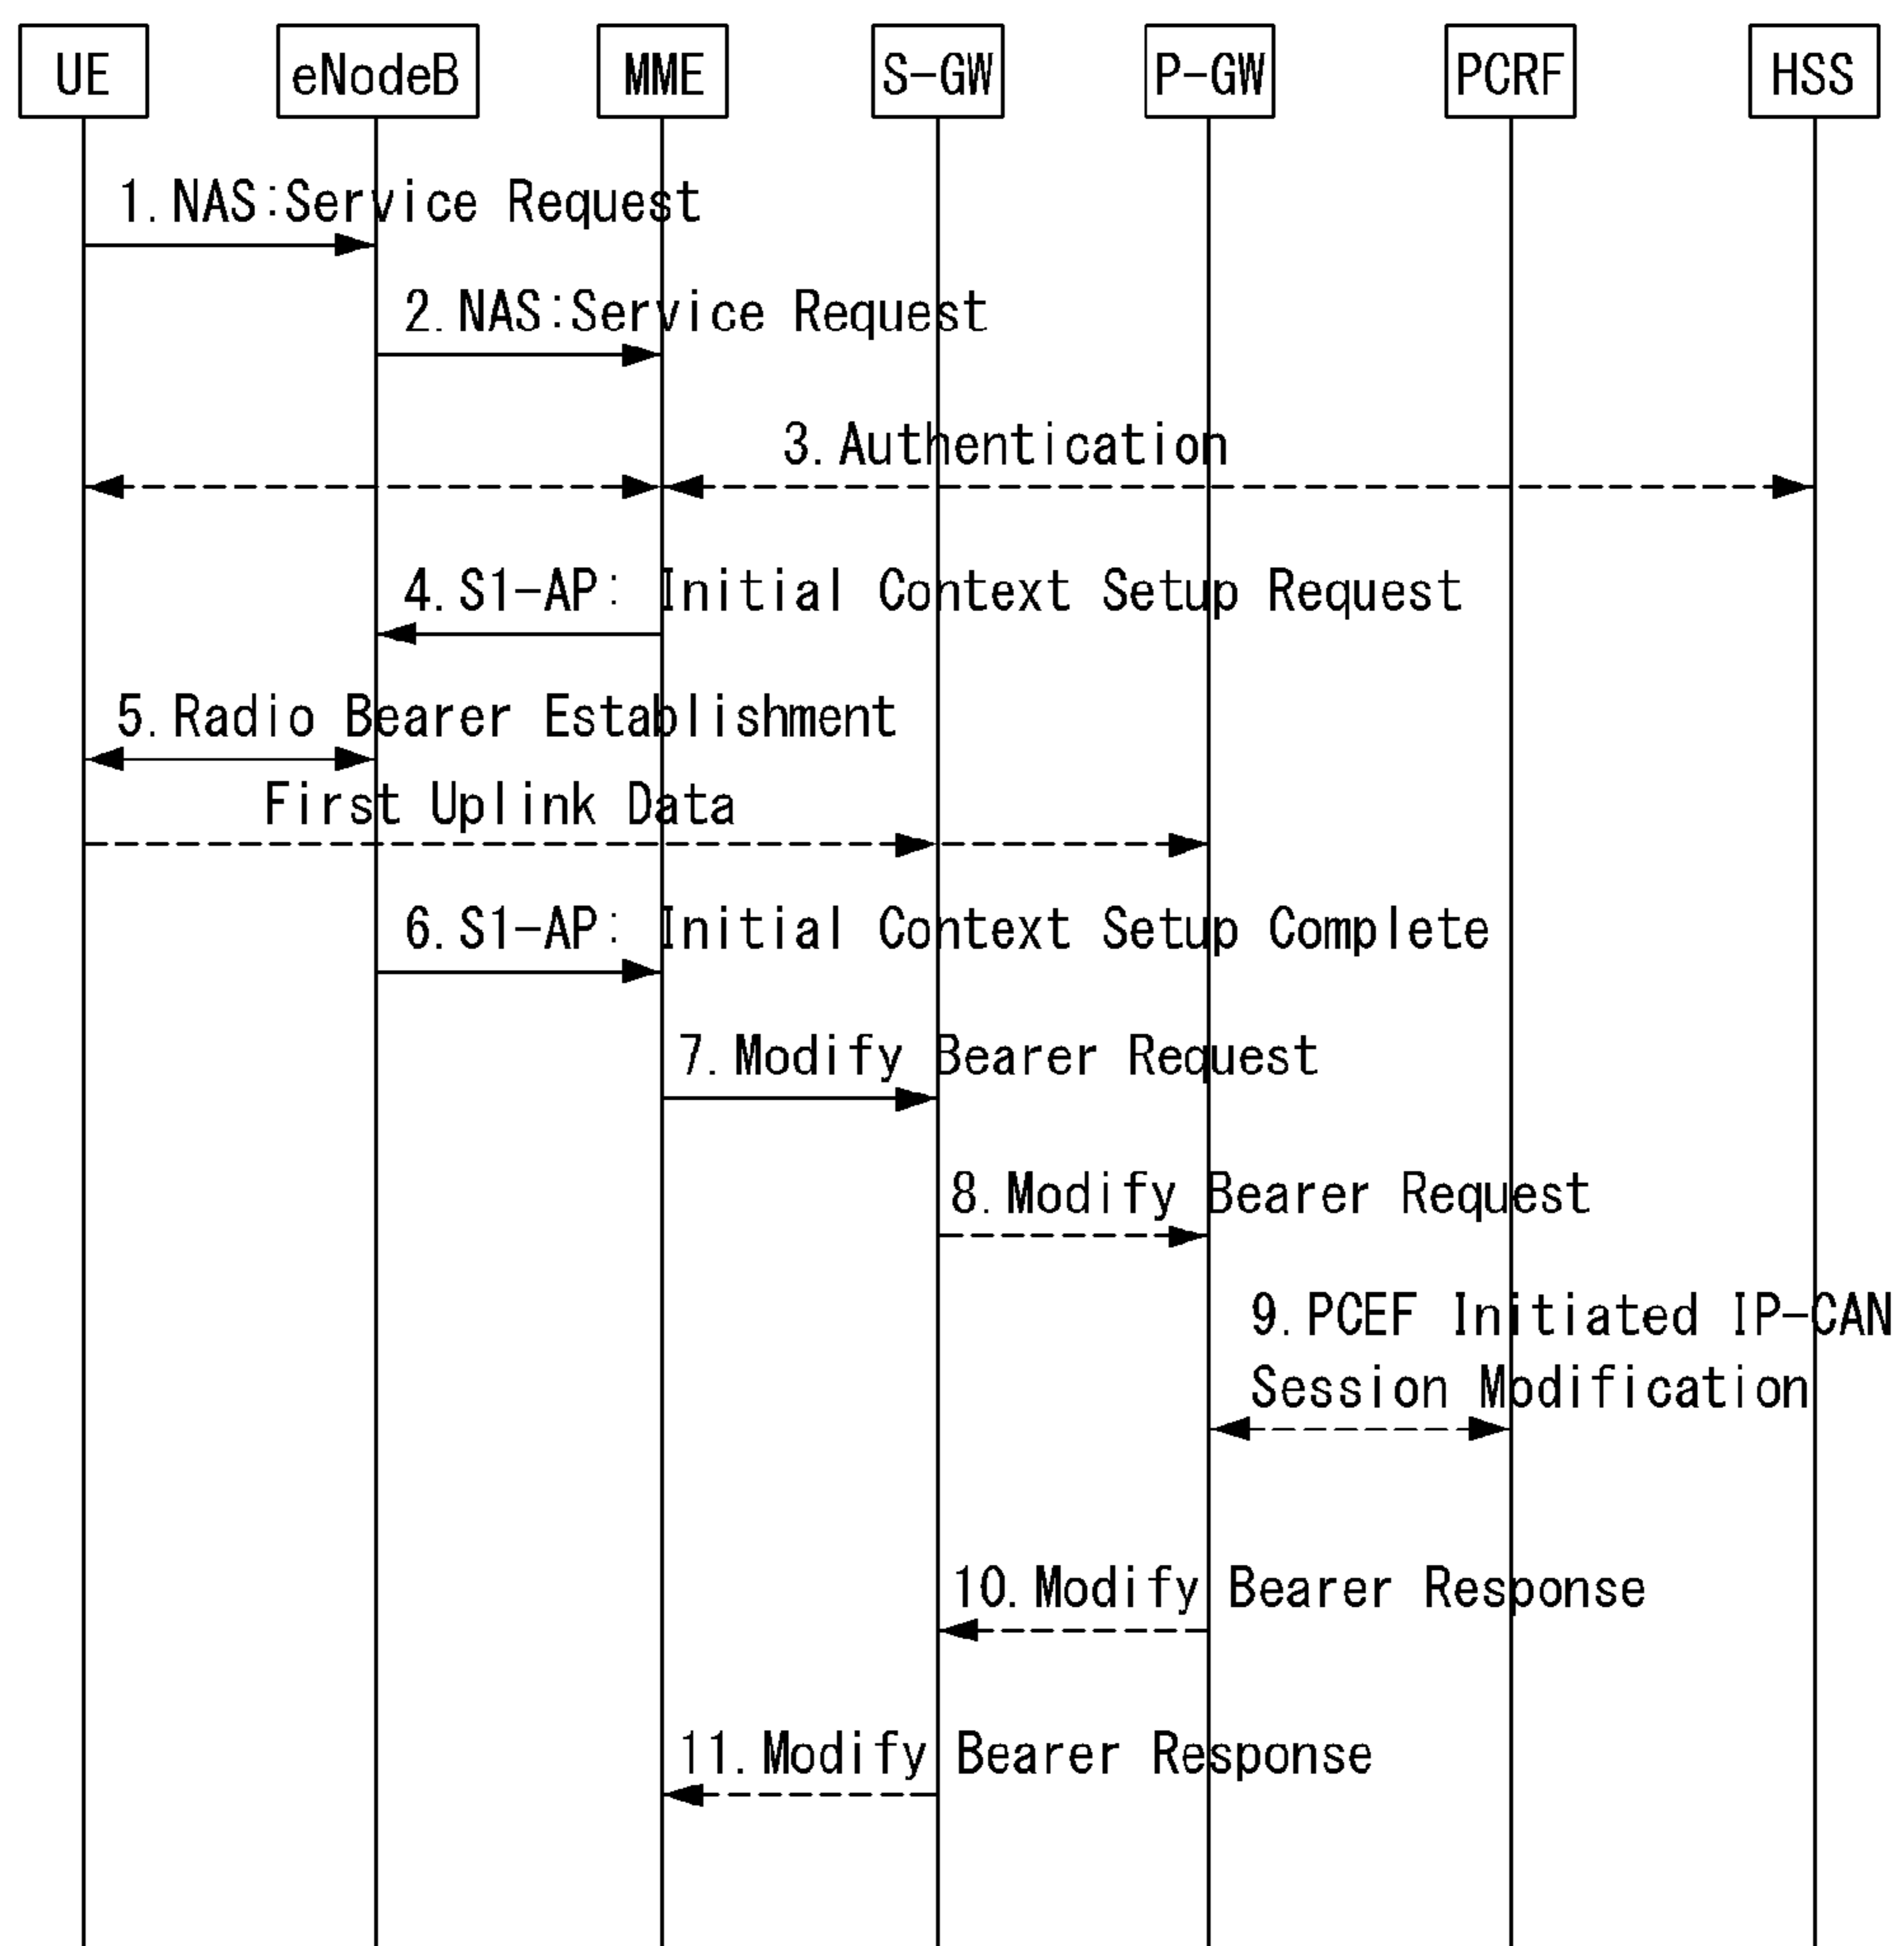 UE
eNodeB
MME
S-GW
P-GW
PCRF
HSS
1.NAS:Service Request
2.NAS:Service Request
3.Authentication
4.S1-AP: Initial Context Setup Request
5.Radio Bearer Establishment
First Uplink Data
6.S1-AP: Initial Context Setup Complete
7.Modify Bearer Request
8.Modify Bearer Request
9.PCEF Initiated IP-CAN
Session Modification
10.Modify Bearer Response
11.Modify Bearer Response